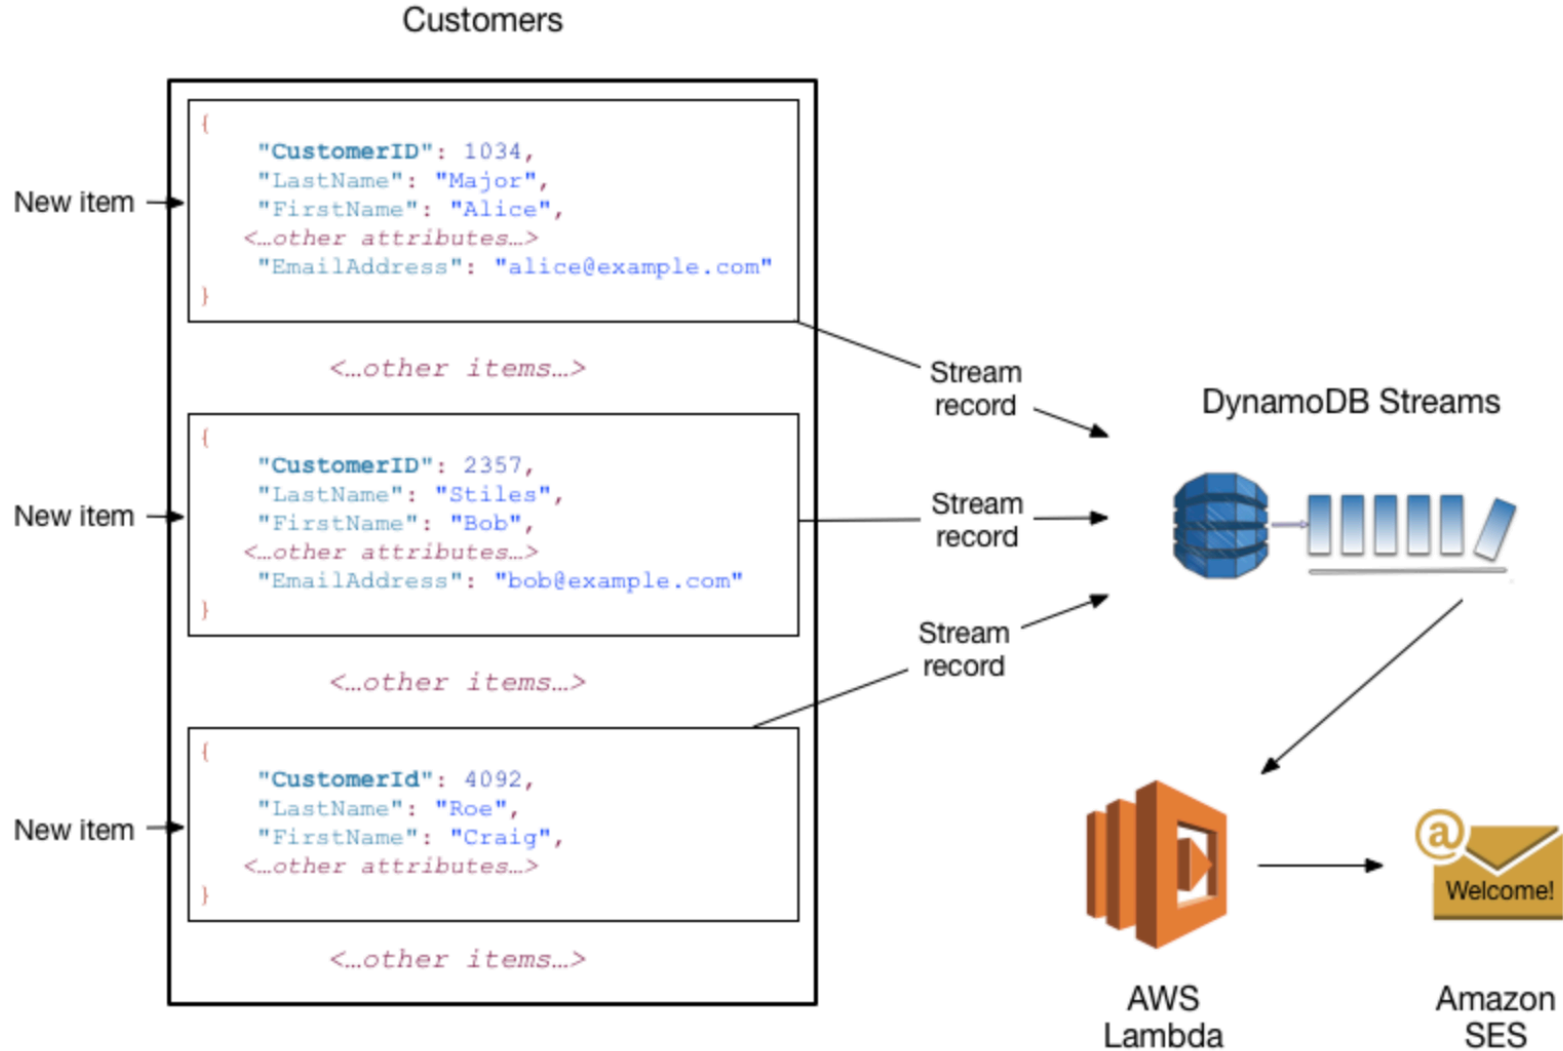 Customers
New item
{
"CustomerID": 1034,
"LastName": "Major",
"FirstName": "Alice",
<…other attributes…>
"EmailAddress": "alice@example.com"
}
<…other items…>
New item
{
"CustomerID": 2357,
"LastName": "Stiles",
"FirstName": "Bob",
<…other attributes…>
"EmailAddress": "bob@example.com"
}
<…other items…>
New item
{
"CustomerId": 4092,
"LastName": "Roe",
"FirstName": "Craig",
<…other attributes…>
}
<…other items…>
Stream
record
Stream
record
Stream
record
DynamoDB Streams
AWS
Lambda
@
Welcome!
Amazon
SES